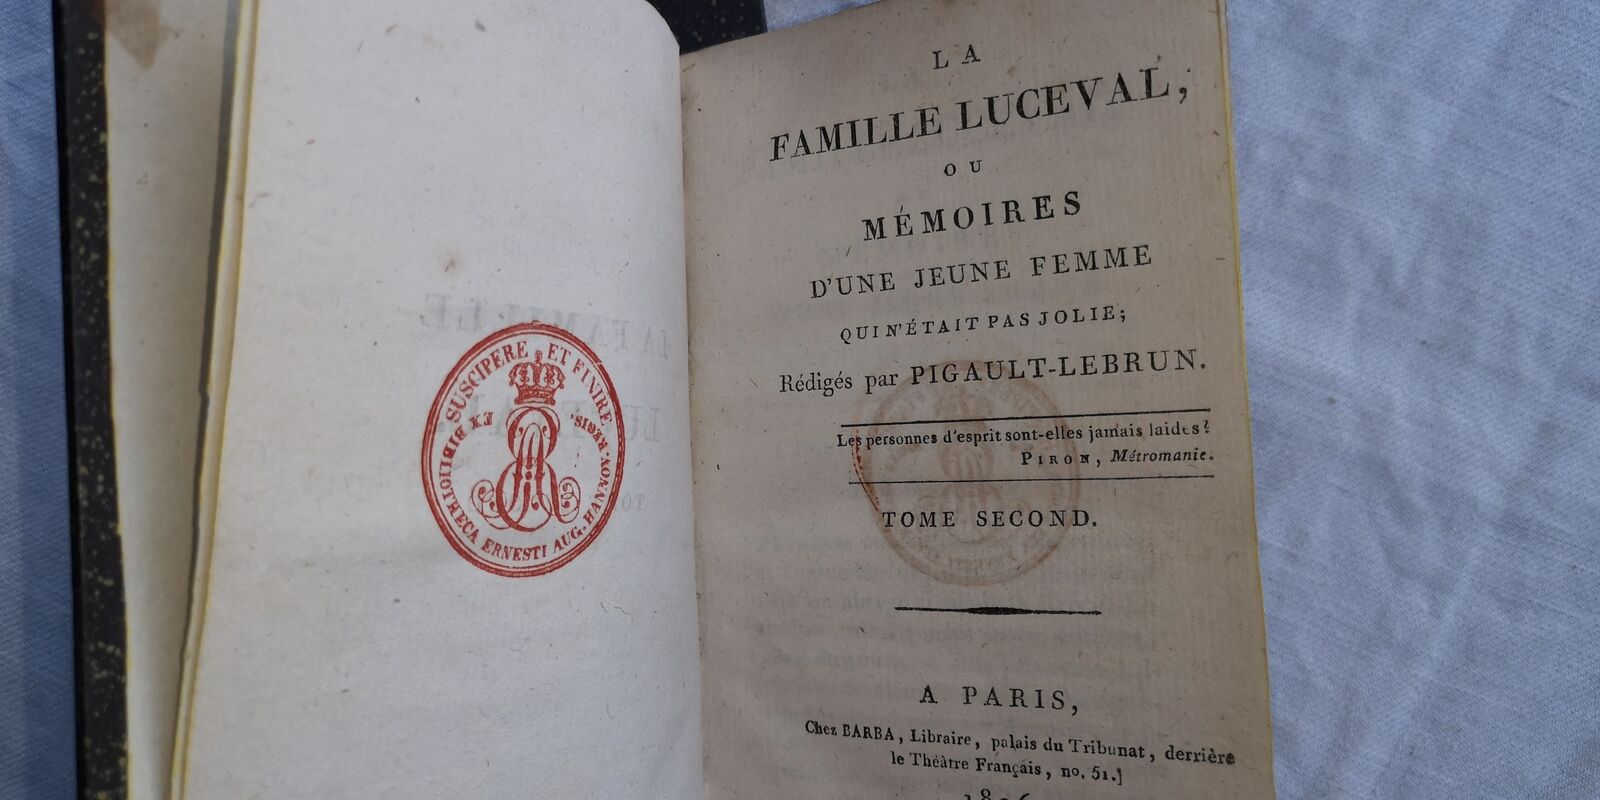 SUSCIPERE ET FINIRE
EX BIBLIOTHECA ERNESTI AUG. HANNOV. REGIS.
EAR
LA
FAMILLE LUCEVAL,
OU
MÉMOIRES
D'UNE JEUNE FEMME
QUI N'ÉTAIT PAS JOLIE;
Rédigés par PIGAULT-LEBRUN.
Les personnes d'esprit sont-elles jamais laides?
PIRON, Métromanie.
TOME SECOND.
A PARIS,
Chez BARBA, Libraire, palais du Tribunat, derrière
le Théâtre Français, no. 51.]